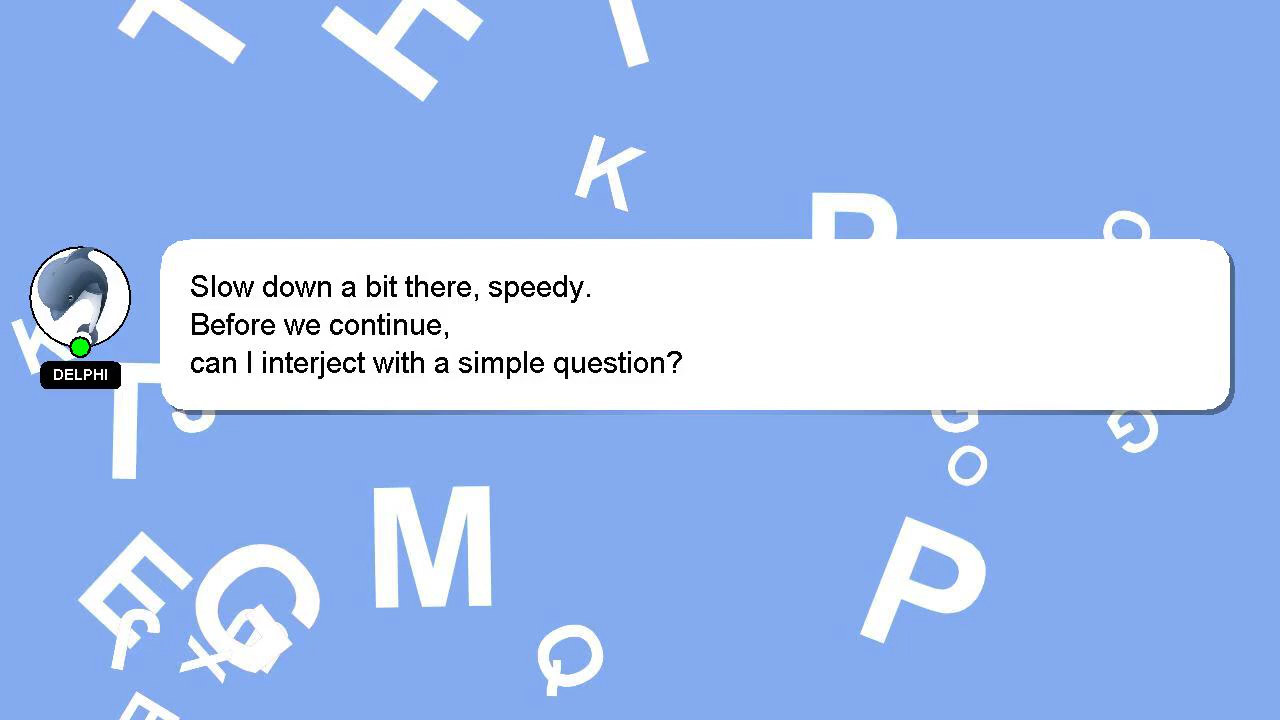 Slow down a bit there, speedy.
Before we continue,
can I interject with a simple question?
DELPHI
T
H
K
P
O
K
T
G
G
O
M
P
E
G
J
X
Q
E